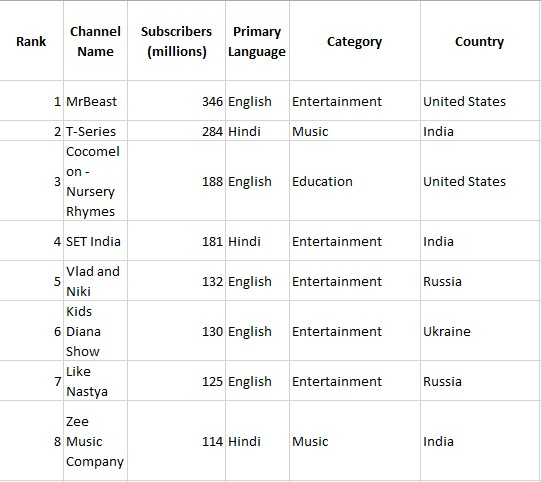 Rank Channel Name Subscribers (millions) Primary Language Category Country
1 MrBeast 346 English Entertainment United States
2 T-Series 284 Hindi Music India
3 Cocomel on - Nursery Rhymes 188 English Education United States
4 SET India 181 Hindi Entertainment India
5 Vlad and Niki 132 English Entertainment Russia
6 Kids Diana Show 130 English Entertainment Ukraine
7 Like Nastya 125 English Entertainment Russia
8 Zee Music Company 114 Hindi Music India